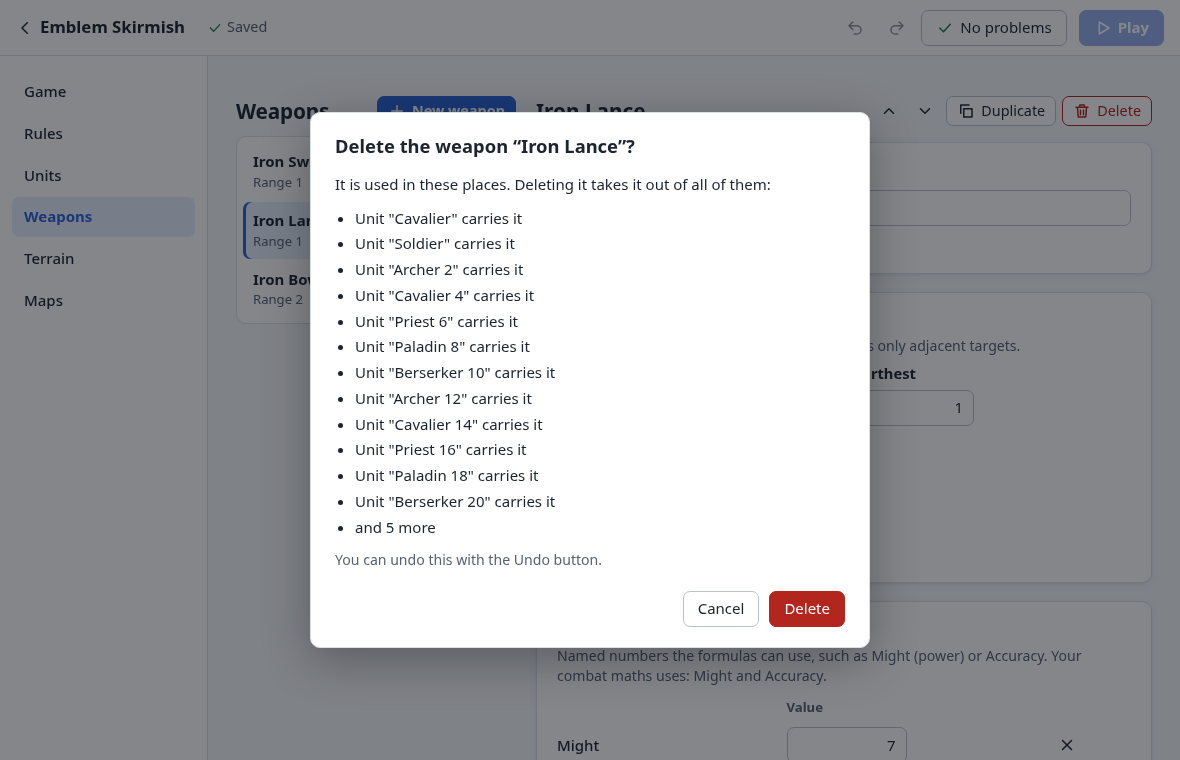 Emblem Skirmish
Saved
No problems
Play
Game
Rules
Units
Weapons
Terrain
Maps
Weapons
New weapon
Iron Lance
Duplicate
Delete
Range 1
Range 1
Range 2
Delete the weapon “Iron Lance”?
It is used in these places. Deleting it takes it out of all of them:
• Unit "Cavalier" carries it
• Unit "Soldier" carries it
• Unit "Archer 2" carries it
• Unit "Cavalier 4" carries it
• Unit "Priest 6" carries it
• Unit "Paladin 8" carries it
• Unit "Berserker 10" carries it
• Unit "Archer 12" carries it
• Unit "Cavalier 14" carries it
• Unit "Priest 16" carries it
• Unit "Paladin 18" carries it
• Unit "Berserker 20" carries it
• and 5 more
You can undo this with the Undo button.
Cancel
Delete
only adjacent targets.
1
Named numbers the formulas can use, such as Might (power) or Accuracy. Your
combat maths uses: Might and Accuracy.
Value
Might
7